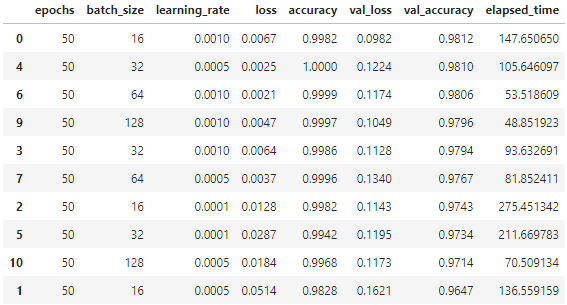 epochs batch_size learning_rate loss accuracy val_loss val_accuracy elapsed_time
0 50 16 0.0010 0.0067 0.9982 0.0982 0.9812 147.650650
4 50 32 0.0005 0.0025 1.0000 0.1224 0.9810 105.646097
6 50 64 0.0010 0.0021 0.9999 0.1174 0.9806 53.518609
9 50 128 0.0010 0.0047 0.9997 0.1049 0.9796 48.851923
3 50 32 0.0010 0.0064 0.9986 0.1128 0.9794 93.632691
7 50 64 0.0005 0.0037 0.9996 0.1340 0.9767 81.852411
2 50 16 0.0001 0.0128 0.9982 0.1143 0.9743 275.451342
5 50 32 0.0001 0.0287 0.9942 0.1195 0.9734 211.669783
10 50 128 0.0005 0.0184 0.9968 0.1173 0.9714 70.509134
1 50 16 0.0005 0.0514 0.9828 0.1621 0.9647 136.559159